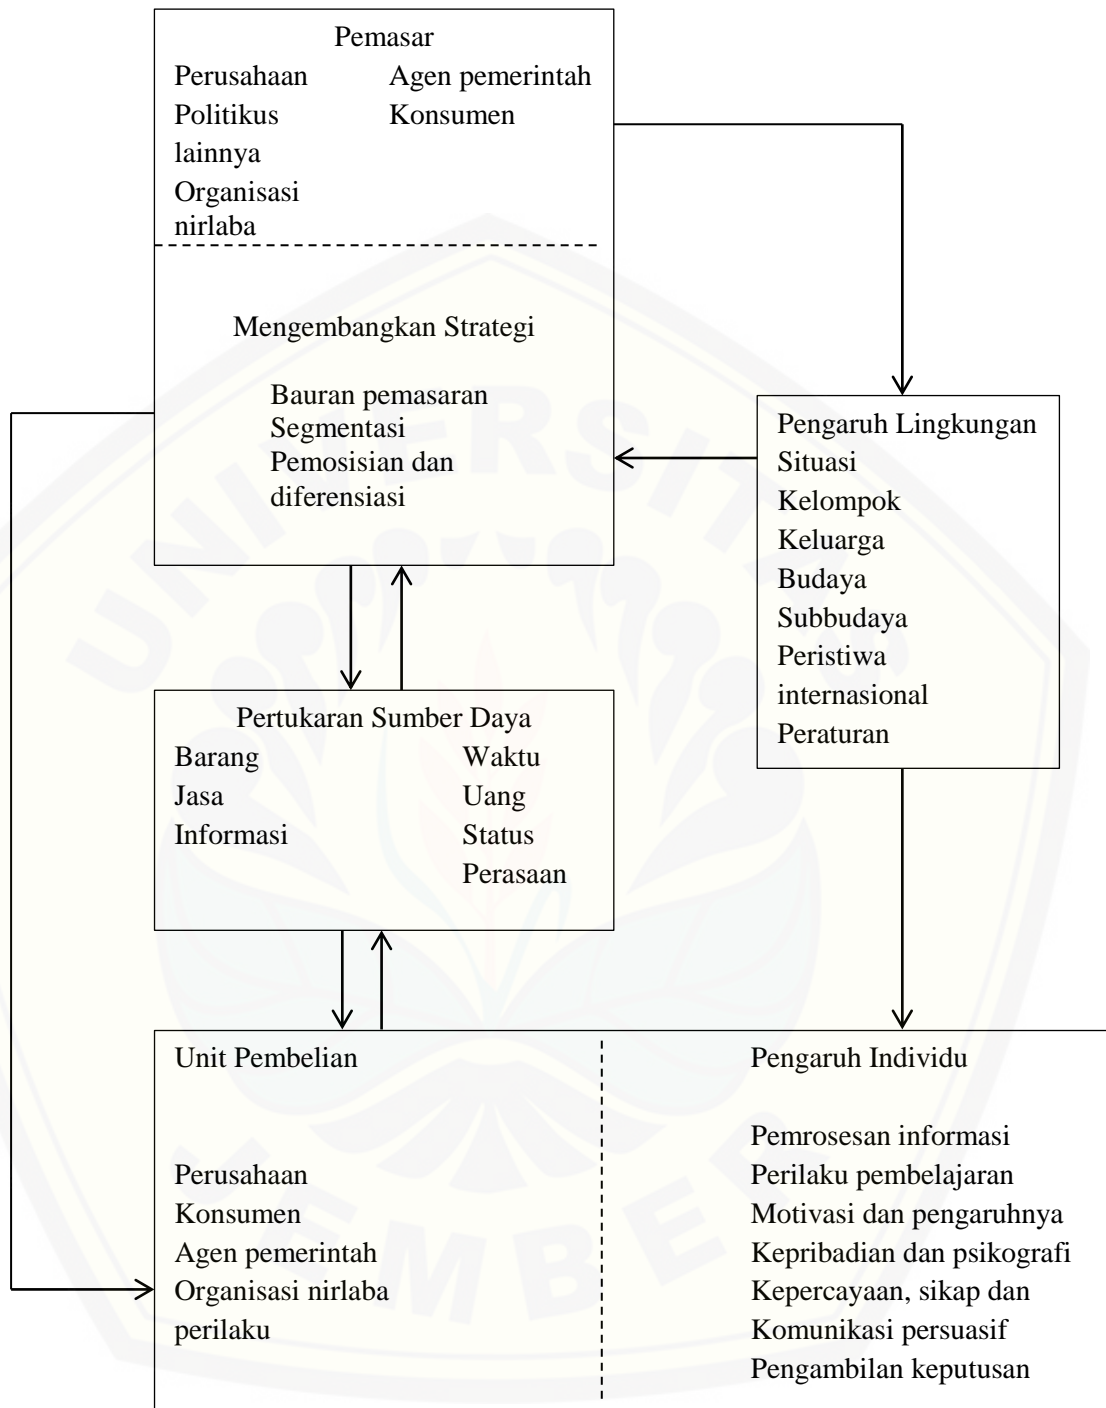 Pemasar
Perusahaan
Politikus
lainnya
Organisasi
nirlaba
Agen pemerintah
Konsumen
Mengembangkan Strategi
Bauran pemasaran
Segmentasi
Pemosisian dan
diferensiasi
Pengaruh Lingkungan
Situasi
Kelompok
Keluarga
Budaya
Subbudaya
Peristiwa
internasional
Peraturan
Pertukaran Sumber Daya
Barang
Jasa
Informasi
Waktu
Uang
Status
Perasaan
Unit Pembelian
Perusahaan
Konsumen
Agen pemerintah
Organisasi nirlaba
perilaku
Pengaruh Individu
Pemrosesan informasi
Perilaku pembelajaran
Motivasi dan pengaruhnya
Kepribadian dan psikografi
Kepercayaan, sikap dan
Komunikasi persuasif
Pengambilan keputusan
UNIVERSITAS
JEMBER